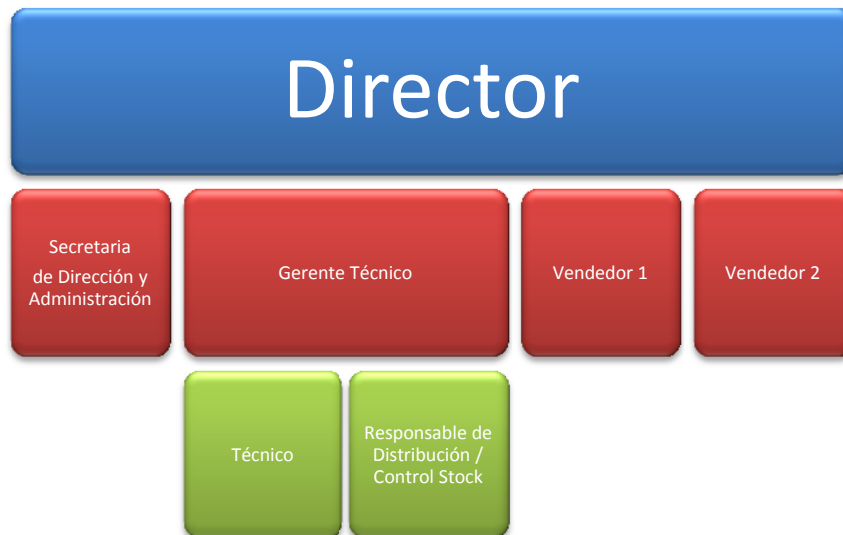 Director
Secretaria
de Dirección y
Administración
Gerente Técnico
Vendedor 1
Vendedor 2
Técnico
Responsable de
Distribución /
Control Stock